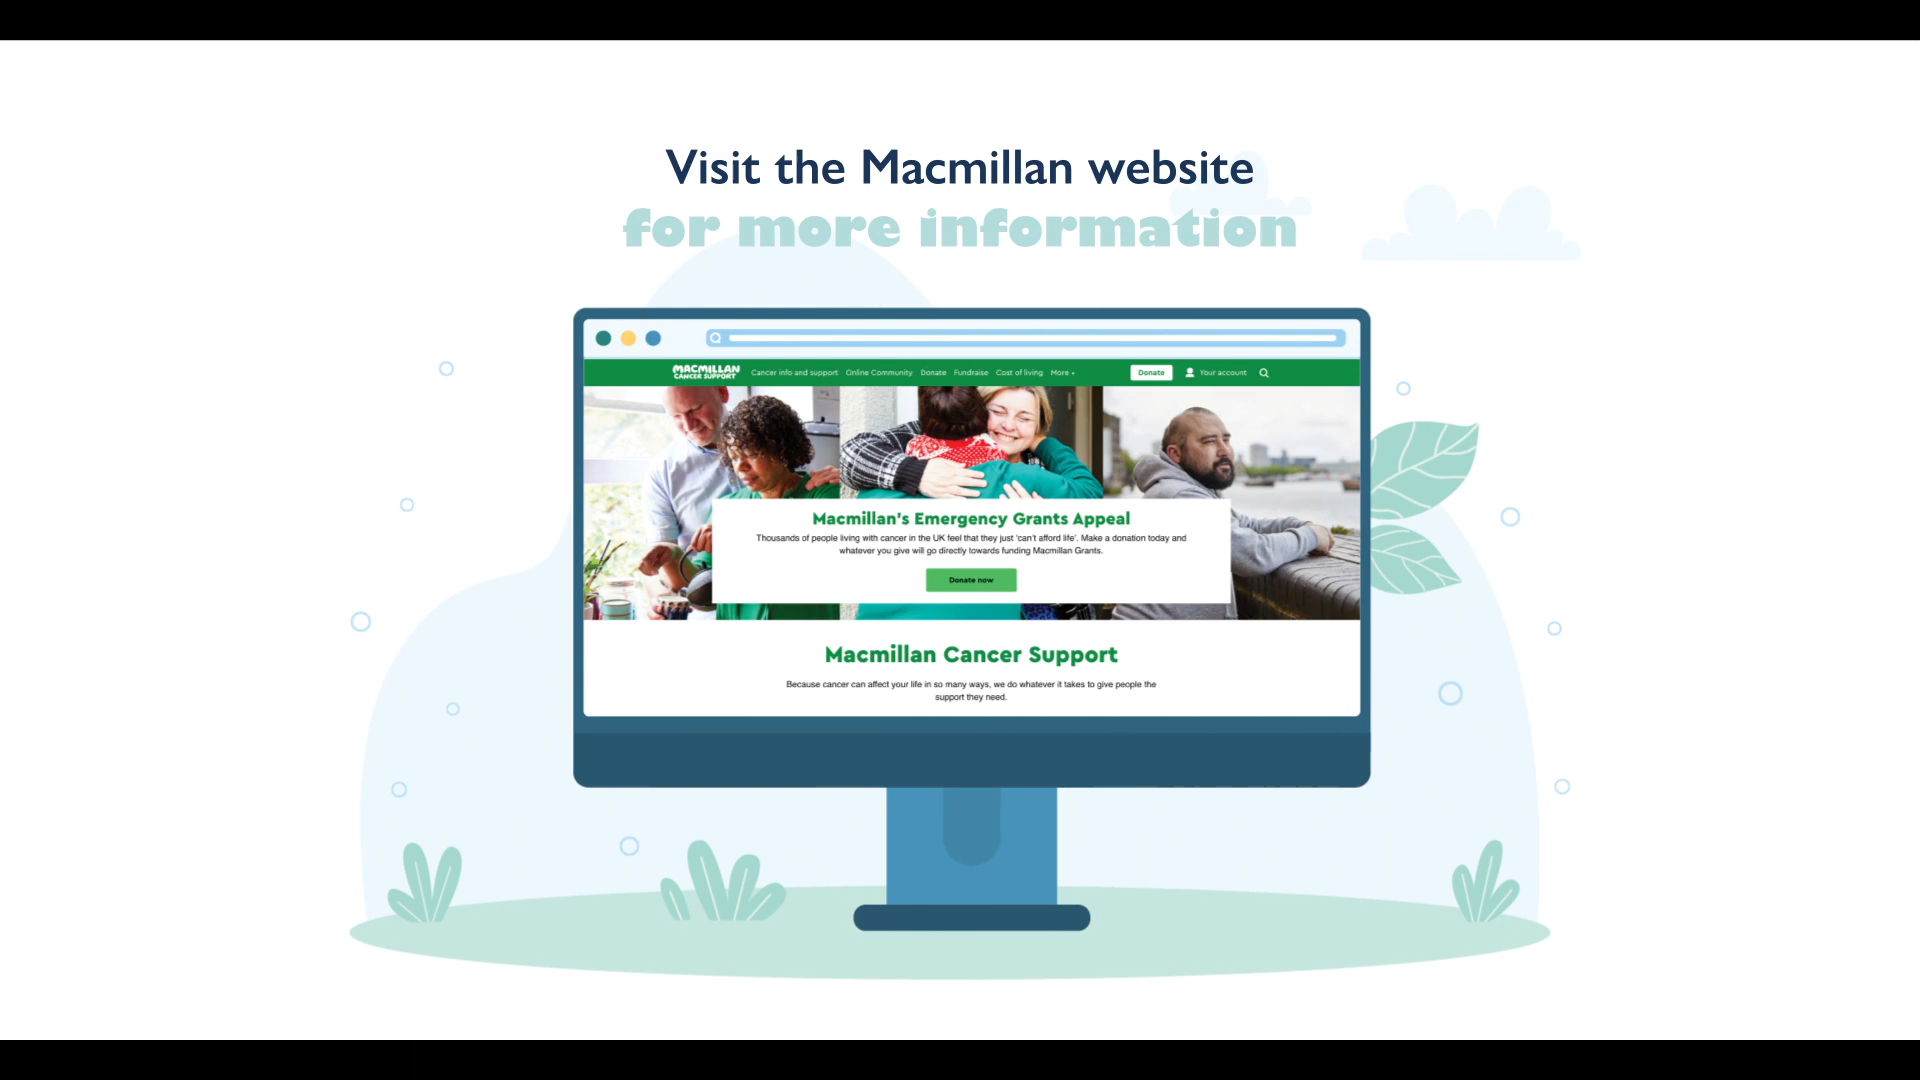 Visit the Macmillan website
for more information
MACMILLAN
CANCER SUPPORT
Cancer info and support Online Community Donate Fundraise Cost of living More Donate Your account
Macmillan's Emergency Grants Appeal
Thousands of people living with cancer in the UK feel that they just 'can't afford life'. Make a donation today and
whatever you give will go directly towards funding Macmillan Grants.
Donate now
Macmillan Cancer Support
Because cancer can affect your life in so many ways, we do whatever it takes to give people the
support they need.